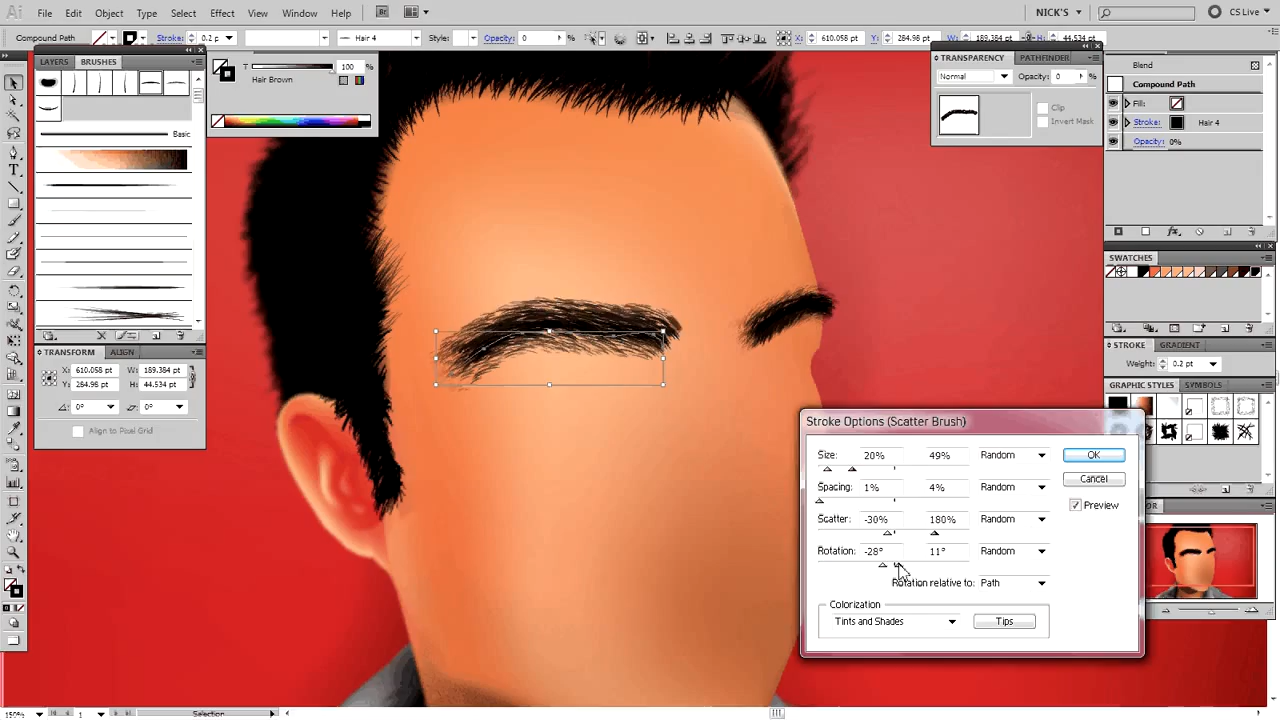 Ai File Edit Object Type Select Effect View Window Help Br NICK'S CS Live
Compound Path Stroke: 0.2 p Hair 4 Style: Opacity: 0 % X: 610.058 pt Y: 284.98 pt W: 189.384 pt H: 44.534 pt
LAYERS BRUSHES
Basic
T 100 %
Hair Brown
TRANSPARENCY PATHFINDER
Normal Opacity: 0 %
Clip
Invert Mask
Blend
Compound Path
Fill:
Stroke: Hair 4
Opacity: 0%
SWATCHES
STROKE GRADIENT
Weight: 0.2 pt
GRAPHIC STYLES SYMBOLS
TRANSFORM ALIGN
X: 610.058 pt W: 189.384 pt
Y: 284.98 pt H: 44.534 pt
0° 0°
Align to Pixel Grid
Stroke Options (Scatter Brush)
Size: 20% 49% Random
Spacing: 1% 4% Random
Scatter: -30% 180% Random
Rotation: -28° 11° Random
Rotation relative to: Path
Colorization
Tints and Shades Tips
OK
Cancel
Preview
150% 1 Selection